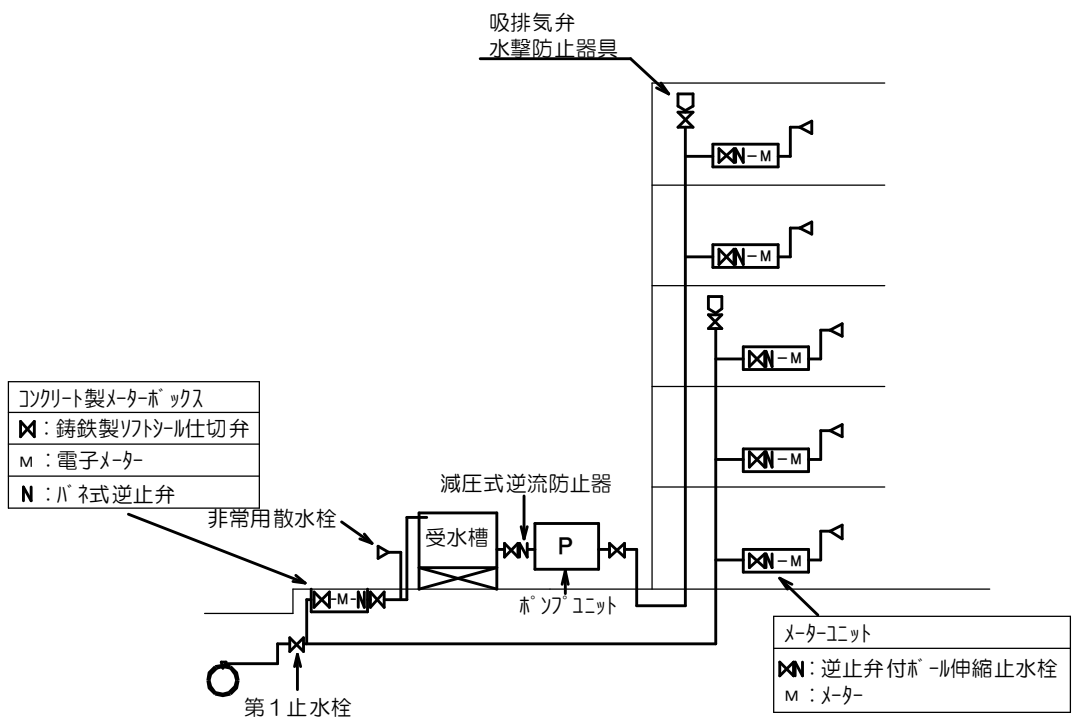 吸排気弁
水撃防止器具
N-M
N-M
N-M
N-M
N-M
コンクリート製メーターボックス
：鋳鉄製ソフトシール仕切弁
M：電子メーター
N：バネ式逆止弁
非常用散水栓
減圧式逆流防止器
受水槽
N
P
ポンプユニット
-M-N
第１止水栓
メーターユニット
N：逆止弁付ボール伸縮止水栓
M：メーター